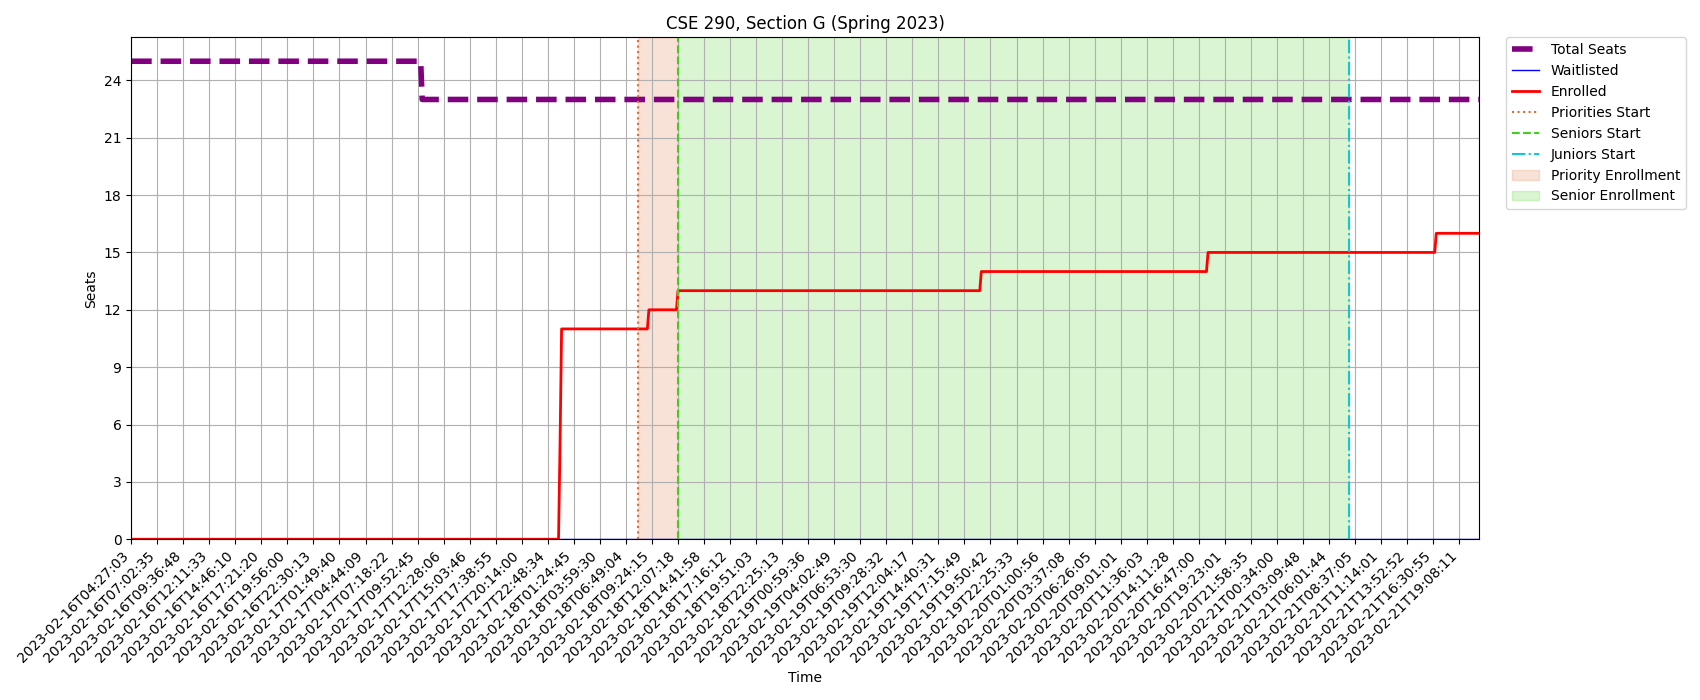 CSE 290, Section G (Spring 2023)
Total Seats
Waitlisted
Enrolled
Priorities Start
Seniors Start
Juniors Start
Priority Enrollment
Senior Enrollment
Seats
24
21
18
15
12
9
6
3
0
2023-02-16T04:27:03
2023-02-16T07:02:35
2023-02-16T09:36:48
2023-02-16T12:11:33
2023-02-16T14:46:10
2023-02-16T17:21:20
2023-02-16T19:56:00
2023-02-16T22:30:13
2023-02-17T01:49:40
2023-02-17T04:44:09
2023-02-17T07:18:22
2023-02-17T09:52:45
2023-02-17T12:28:06
2023-02-17T15:03:46
2023-02-17T17:38:55
2023-02-17T20:14:00
2023-02-17T22:48:34
2023-02-18T01:24:45
2023-02-18T03:59:30
2023-02-18T06:49:04
2023-02-18T09:24:15
2023-02-18T12:07:18
2023-02-18T14:41:58
2023-02-18T17:16:12
2023-02-18T19:51:03
2023-02-18T22:25:13
2023-02-19T00:59:36
2023-02-19T04:02:49
2023-02-19T06:53:30
2023-02-19T09:28:32
2023-02-19T12:04:17
2023-02-19T14:40:31
2023-02-19T17:15:49
2023-02-19T19:50:42
2023-02-19T22:25:33
2023-02-20T01:00:56
2023-02-20T03:37:08
2023-02-20T06:26:05
2023-02-20T09:01:01
2023-02-20T11:36:03
2023-02-20T14:11:28
2023-02-20T16:47:00
2023-02-20T19:23:01
2023-02-20T21:58:35
2023-02-21T00:34:00
2023-02-21T03:09:48
2023-02-21T06:01:44
2023-02-21T08:37:05
2023-02-21T11:14:01
2023-02-21T13:52:52
2023-02-21T16:30:55
2023-02-21T19:08:11
Time